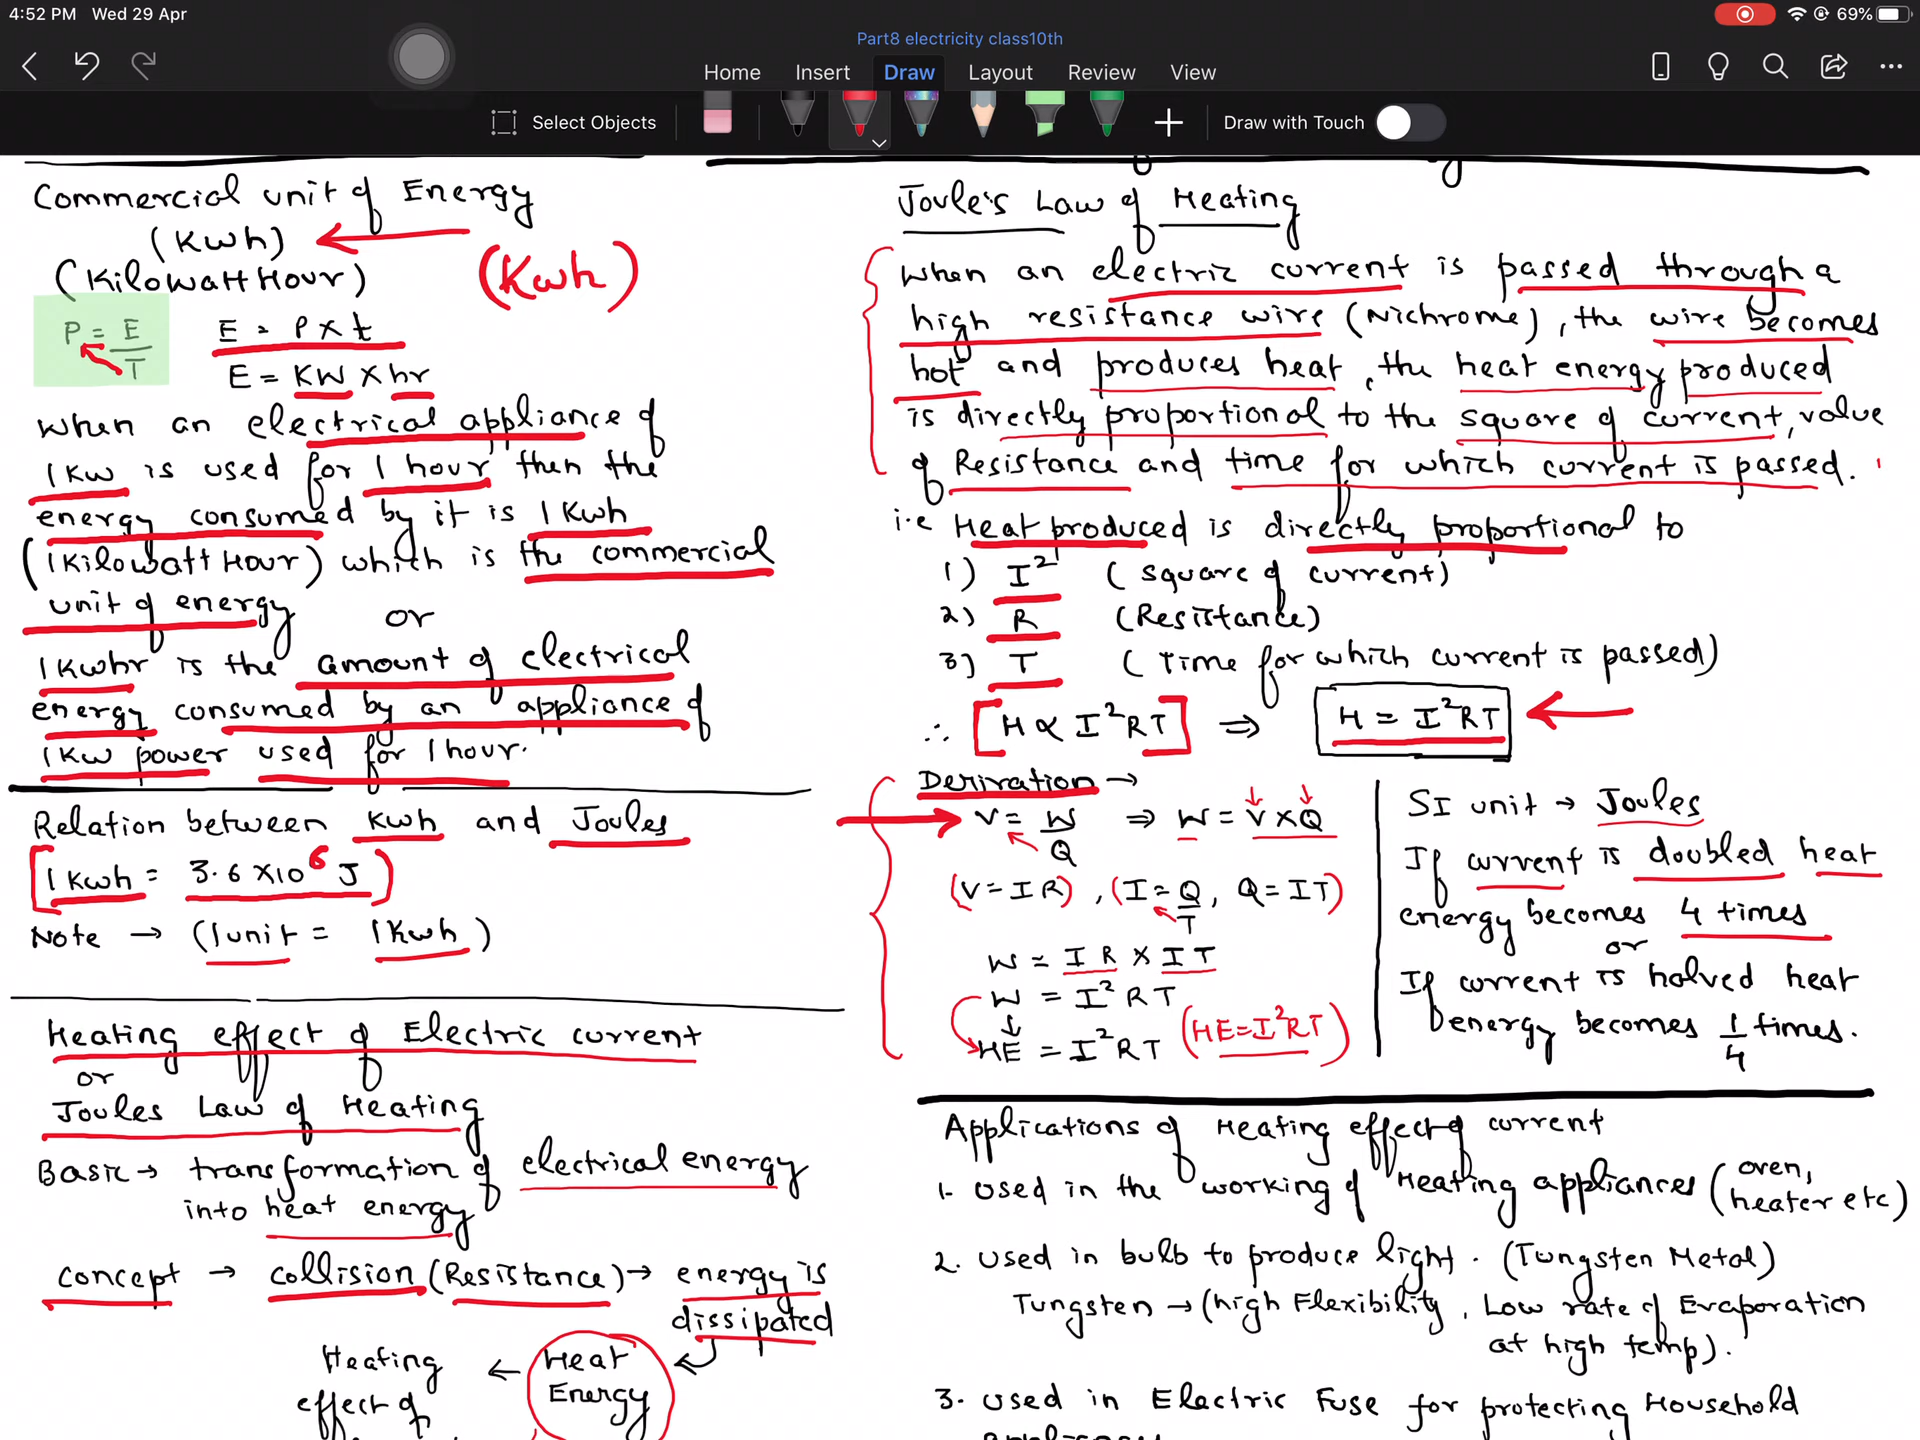 4:52 PM Wed 29 Apr
69%
Part8 electricity class10th
Home Insert Draw Layout Review View
Select Objects
Draw with Touch
Commercial unit of Energy
(Kwh)
(Kilowatt Hour)
(Kwh)
P = E/T
E = P X t
E = KW X hr
when an electrical appliance of
1 KW is used for 1 hour then the
energy consumed by it is 1 Kwh
(1 Kilowatt Hour) which is the commercial
unit of energy or
1 Kwhr is the amount of electrical
energy consumed by an appliance of
1 KW power used for 1 hour.
Relation between Kwh and Joules
1 Kwh = 3.6 X10⁶ J
Note → (1 unit = 1 Kwh)
Heating effect of Electric current
or
Joules Law of Heating
Basic → transformation of electrical energy
into heat energy
concept → collision (Resistance) → energy is
dissipated
Heating ← Heat
Energy
effect of
Joule's Law of Heating
when an electric current is passed through a
high resistance wire (Nichrome), the wire becomes
hot and produces heat, the heat energy produced
is directly proportional to the square of current, value
of Resistance and time for which current is passed.
i.e Heat produced is directly proportional to
1) I² (square of current)
2) R (Resistance)
3) T (Time for which current is passed)
∴ [H ∝ I²RT] ⇒ H = I²RT
Derivation →
V = W/Q ⇒ W = V X Q
(V = I R), (I = Q/T, Q = IT)
W = I R X I T
W = I² R T
↓
HE = I² R T (HE = I²RT)
SI unit → Joules
If current is doubled heat
energy becomes 4 times
or
If current is halved heat
energy becomes 1/4 times.
Applications of Heating effect of current
1. Used in the working of Heating appliances (oven,
heater etc)
2. Used in bulb to produce light. (Tungsten Metal)
Tungsten → (high Flexibility, Low rate of Evaporation
at high temp).
3. Used in Electric Fuse for protecting Household